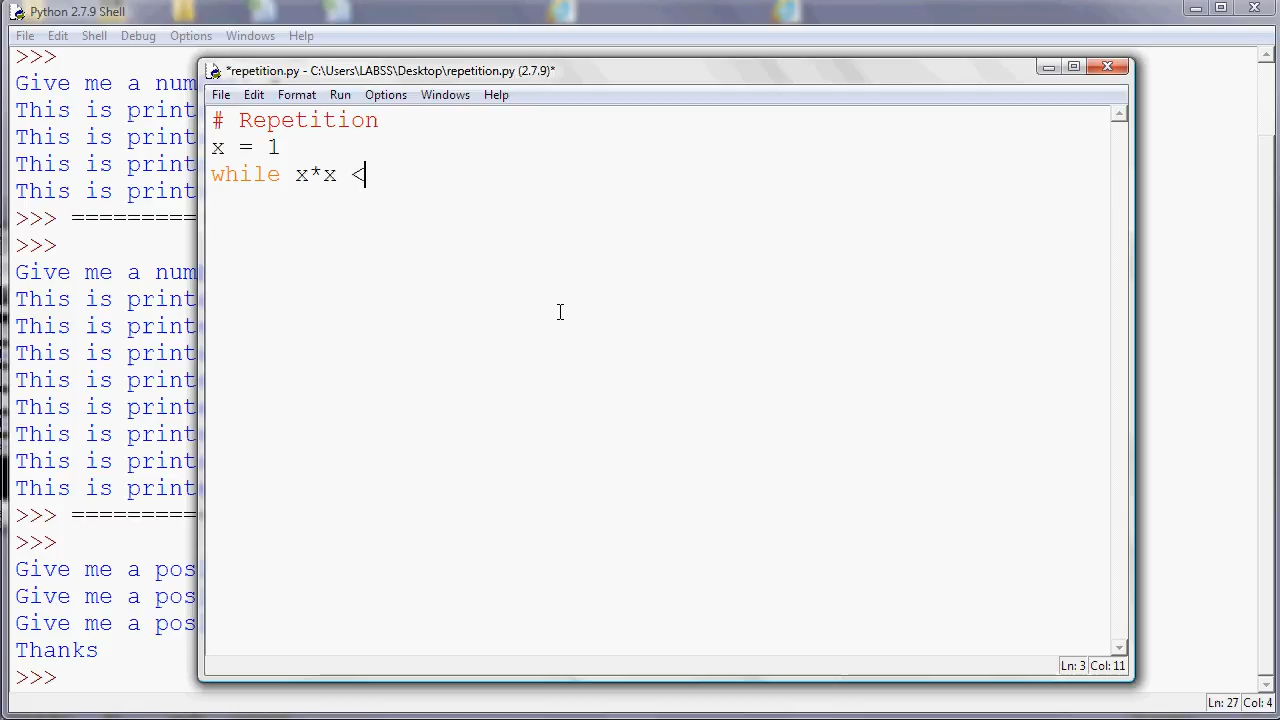 Python 2.7.9 Shell
File Edit Shell Debug Options Windows Help
>>>
Give me a num
This is print
This is print
This is print
This is print
>>> =========
>>>
Give me a num
This is print
This is print
This is print
This is print
This is print
This is print
This is print
This is print
>>> =========
>>>
Give me a pos
Give me a pos
Give me a pos
Thanks
>>>
*repetition.py - C:\Users\LABSS\Desktop\repetition.py (2.7.9)*
File Edit Format Run Options Windows Help
# Repetition
x = 1
while x*x <
Ln: 3 Col: 11
Ln: 27 Col: 4